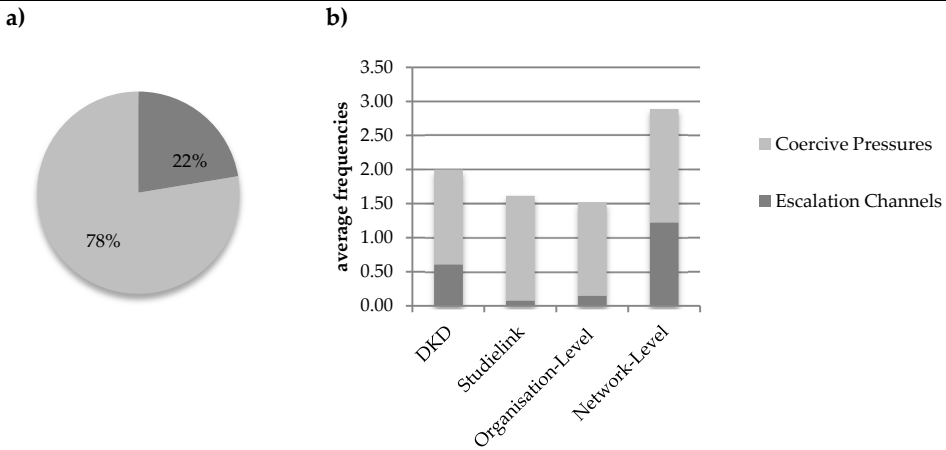 a)
22%
78%
b)
average frequencies
3.50
3.00
2.50
2.00
1.50
1.00
0.50
0.00
DKD
Studielink
Organisation-Level
Network-Level
Coercive Pressures
Escalation Channels